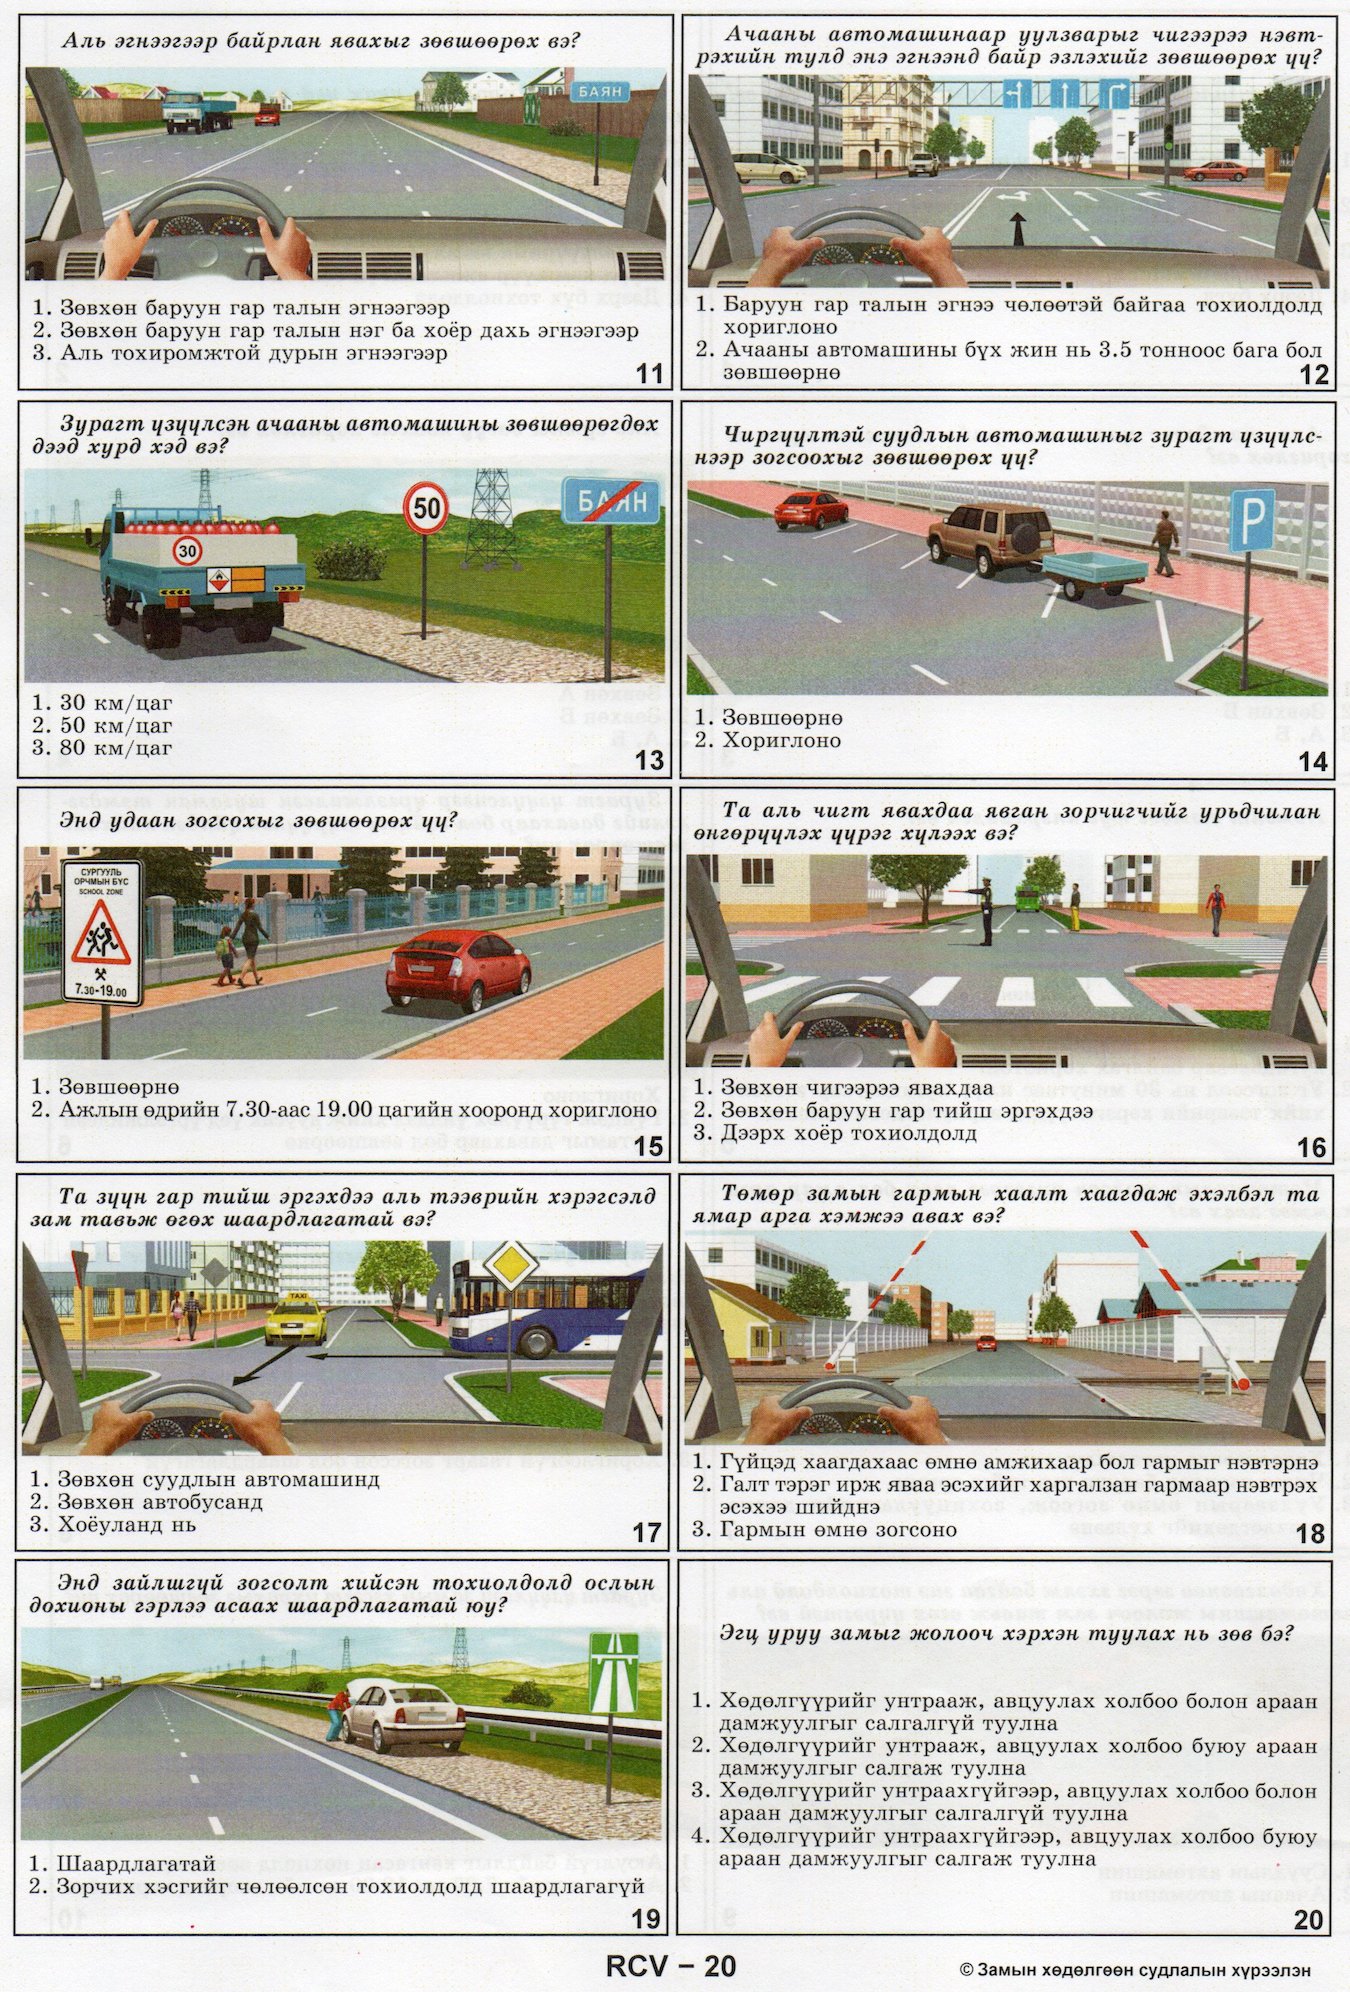 Аль эгнээгээр байрлан явахыг зөвшөөрөх вэ?
БАЯН
1. Зөвхөн баруун гар талын эгнээгээр
2. Зөвхөн баруун гар талын нэг ба хоёр дахь эгнээгээр
3. Аль тохиромжтой дурын эгнээгээр
11
Ачааны автомашинаар уулзварыг чигээрээ нэвт-
рэхийн тулд энэ эгнээнд байр эзлэхийг зөвшөөрөх үү?
1. Баруун гар талын эгнээ чөлөөтэй байгаа тохиолдолд
хориглоно
2. Ачааны автомашины бүх жин нь 3.5 тонноос бага бол
зөвшөөрнө
12
Зурагт үзүүлсэн ачааны автомашины зөвшөөрөгдөх
дээд хурд хэд вэ?
50
БАЯН
30
1. 30 км/цаг
2. 50 км/цаг
3. 80 км/цаг
13
Чиргүүлтэй суудлын автомашиныг зурагт үзүүлс-
нээр зогсоохыг зөвшөөрөх үү?
P
1. Зөвшөөрнө
2. Хориглоно
14
Энд удаан зогсохыг зөвшөөрөх үү?
СУРГУУЛЬ
ОРЧМЫН БҮС
SCHOOL ZONE
7.30-19.00
1. Зөвшөөрнө
2. Ажлын өдрийн 7.30-аас 19.00 цагийн хооронд хориглоно
15
Та аль чигт явахдаа явган зорчигчийг урьдчилан
өнгөрүүлэх үүрэг хүлээх вэ?
1. Зөвхөн чигээрээ явахдаа
2. Зөвхөн баруун гар тийш эргэхдээ
3. Дээрх хоёр тохиолдолд
16
Та зүүн гар тийш эргэхдээ аль тээврийн хэрэгсэлд
зам тавьж өгөх шаардлагатай вэ?
TAXI
1. Зөвхөн суудлын автомашинд
2. Зөвхөн автобусанд
3. Хоёуланд нь
17
Төмөр замын гармын хаалт хаагдаж эхэлбэл та
ямар арга хэмжээ авах вэ?
1. Гүйцэд хаагдахаас өмнө амжихаар бол гармыг нэвтэрнэ
2. Галт тэрэг ирж яваа эсэхийг харгалзан гармаар нэвтрэх
эсэхээ шийднэ
3. Гармын өмнө зогсоно
18
Энд зайлшгүй зогсолт хийсэн тохиолдолд ослын
дохионы гэрлээ асаах шаардлагатай юу?
1. Шаардлагатай
2. Зорчих хэсгийг чөлөөлсөн тохиолдолд шаардлагагүй
19
Эгц уруу замыг жолооч хэрхэн туулах нь зөв бэ?
1. Хөдөлгүүрийг унтрааж, авцуулах холбоо болон араан
дамжуулгыг салгалгүй туулна
2. Хөдөлгүүрийг унтрааж, авцуулах холбоо буюу араан
дамжуулгыг салгаж туулна
3. Хөдөлгүүрийг унтраахгүйгээр, авцуулах холбоо болон
араан дамжуулгыг салгалгүй туулна
4. Хөдөлгүүрийг унтраахгүйгээр, авцуулах холбоо буюу
араан дамжуулгыг салгаж туулна
20
RCV – 20
© Замын хөдөлгөөн судлалын хүрээлэн